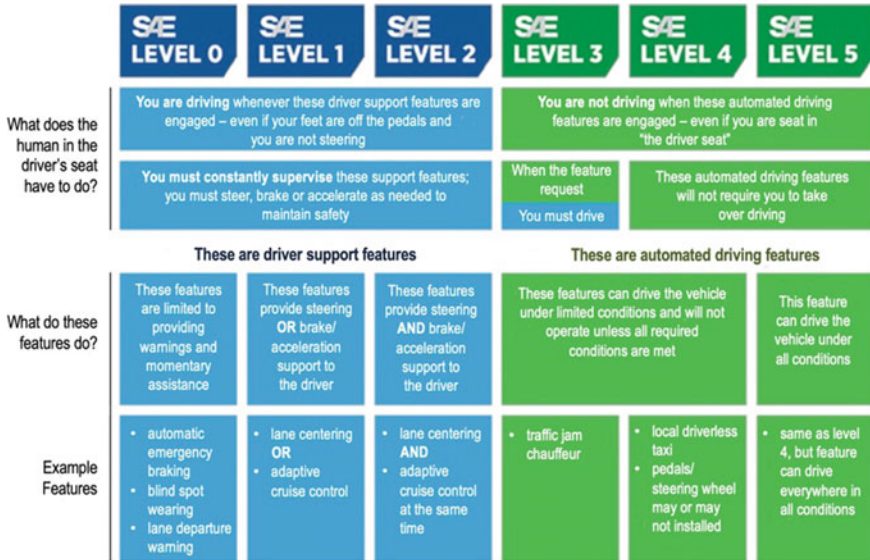 SAE LEVEL 0
SAE LEVEL 1
SAE LEVEL 2
SAE LEVEL 3
SAE LEVEL 4
SAE LEVEL 5
What does the
human in the
driver's seat
have to do?
You are driving whenever these driver support features are
engaged – even if your feet are off the pedals and
you are not steering
You are not driving when these automated driving
features are engaged – even if you are seat in
"the driver seat"
You must constantly supervise these support features;
you must steer, brake or accelerate as needed to
maintain safety
When the feature
request
You must drive
These automated driving features
will not require you to take
over driving
These are driver support features
These are automated driving features
What do these
features do?
These features
are limited to
providing
warnings and
momentary
assistance
These features
provide steering
OR brake/
acceleration
support to
the driver
These features
provide steering
AND brake/
acceleration
support to
the driver
These features can drive the vehicle
under limited conditions and will not
operate unless all required
conditions are met
This feature
can drive the
vehicle under
all conditions
Example
Features
• automatic
emergency
braking
• blind spot
wearing
• lane departure
warning
• lane centering
OR
• adaptive
cruise control
• lane centering
AND
• adaptive
cruise control
at the same
time
• traffic jam
chauffeur
• local driverless
taxi
• pedals/
steering wheel
may or may
not installed
• same as level
4, but feature
can drive
everywhere in
all conditions